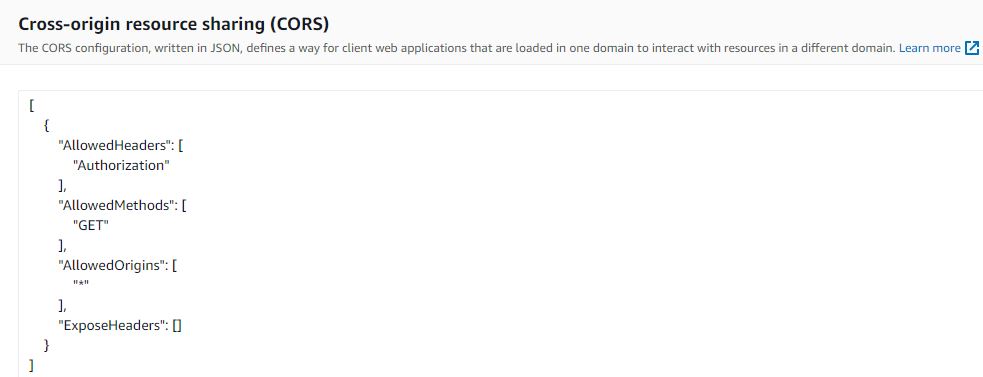 Cross-origin resource sharing (CORS)
The CORS configuration, written in JSON, defines a way for client web applications that are loaded in one domain to interact with resources in a different domain. Learn more
[
{
"AllowedHeaders": [
"Authorization"
],
"AllowedMethods": [
"GET"
],
"AllowedOrigins": [
"*"
],
"ExposeHeaders": []
}
]